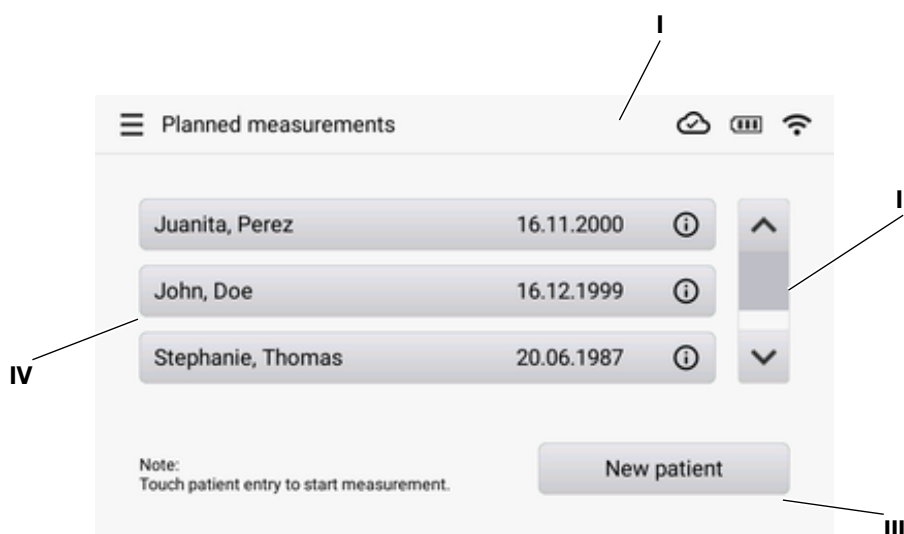 I
Planned measurements
I
Juanita, Perez 16.11.2000
John, Doe 16.12.1999
IV
Stephanie, Thomas 20.06.1987
Note:
Touch patient entry to start measurement.
New patient
III